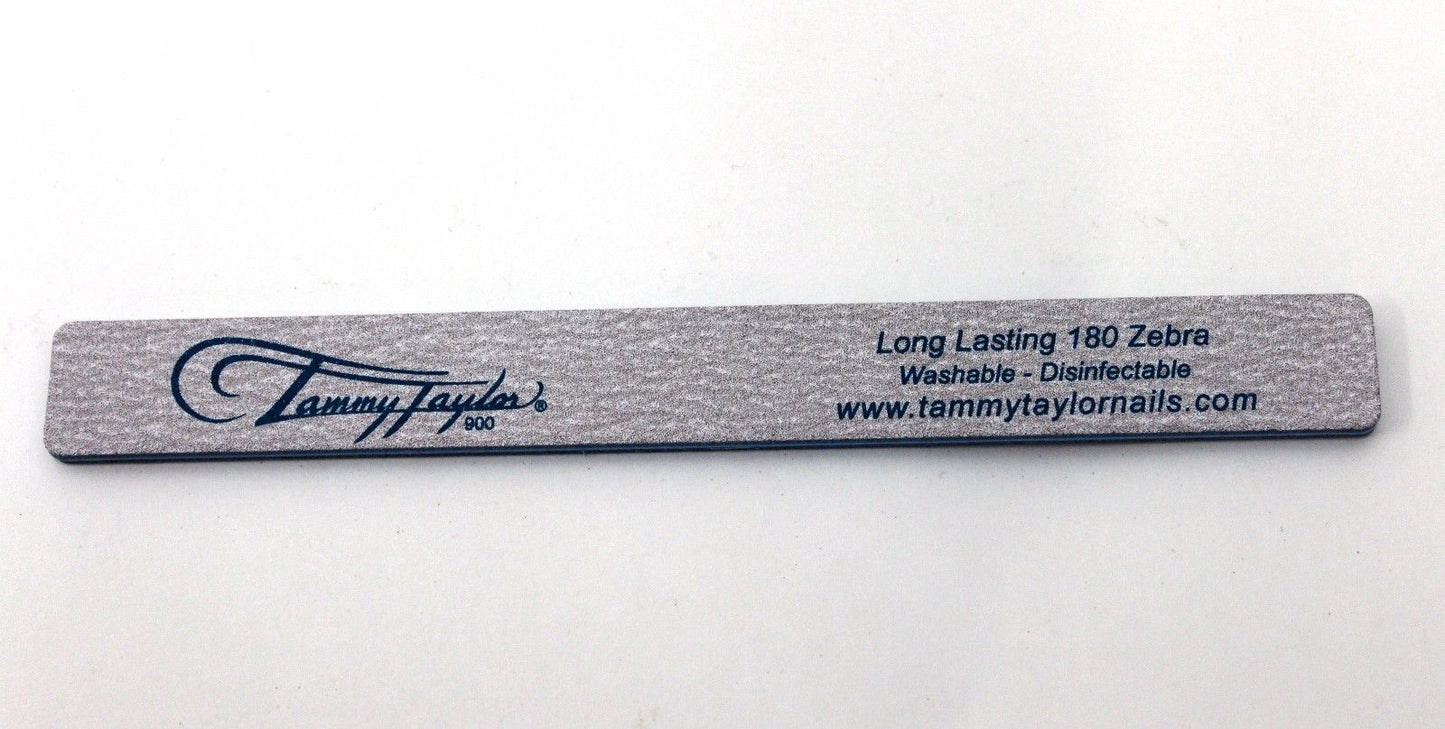 Tammy Taylor®
900
Long Lasting 180 Zebra
Washable - Disinfectable
www.tammytaylornails.com